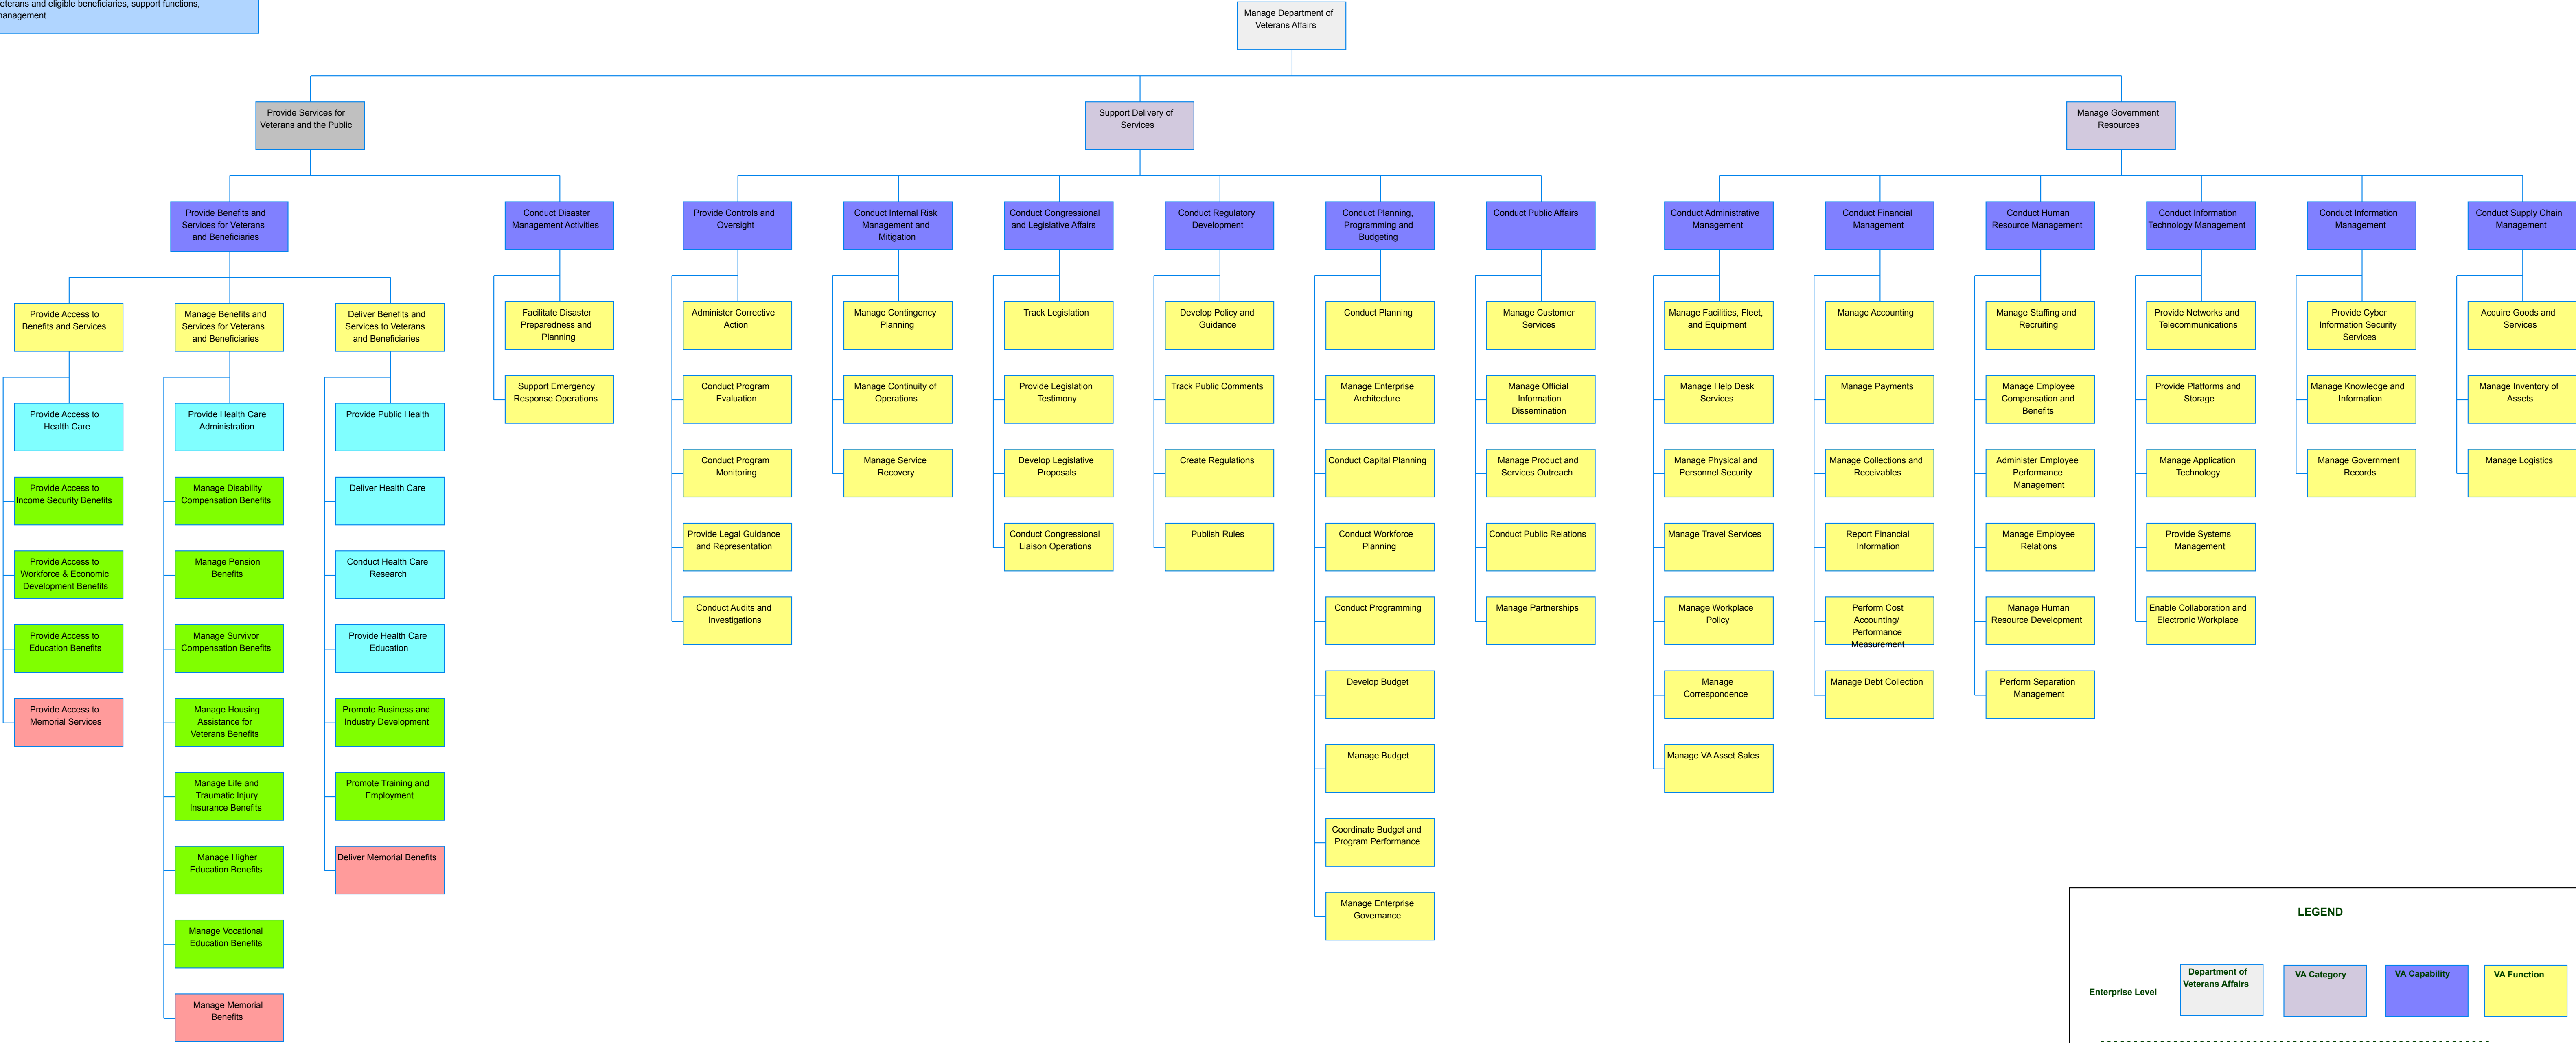 Veterans and eligible beneficiaries, support functions,
management.
Manage Department of
Veterans Affairs
Provide Services for
Veterans and the Public
Support Delivery of
Services
Manage Government
Resources
Provide Benefits and
Services for Veterans
and Beneficiaries
Conduct Disaster
Management Activities
Provide Controls and
Oversight
Conduct Internal Risk
Management and
Mitigation
Conduct Congressional
and Legislative Affairs
Conduct Regulatory
Development
Conduct Planning,
Programming and
Budgeting
Conduct Public Affairs
Conduct Administrative
Management
Conduct Financial
Management
Conduct Human
Resource Management
Conduct Information
Technology Management
Conduct Information
Management
Conduct Supply Chain
Management
Provide Access to
Benefits and Services
Manage Benefits and
Services for Veterans
and Beneficiaries
Deliver Benefits and
Services to Veterans
and Beneficiaries
Facilitate Disaster
Preparedness and
Planning
Administer Corrective
Action
Manage Contingency
Planning
Track Legislation
Develop Policy and
Guidance
Conduct Planning
Manage Customer
Services
Manage Facilities, Fleet,
and Equipment
Manage Accounting
Manage Staffing and
Recruiting
Provide Networks and
Telecommunications
Provide Cyber
Information Security
Services
Acquire Goods and
Services
Support Emergency
Response Operations
Conduct Program
Evaluation
Manage Continuity of
Operations
Provide Legislation
Testimony
Track Public Comments
Manage Enterprise
Architecture
Manage Official
Information
Dissemination
Manage Help Desk
Services
Manage Payments
Manage Employee
Compensation and
Benefits
Provide Platforms and
Storage
Manage Knowledge and
Information
Manage Inventory of
Assets
Provide Access to
Health Care
Provide Health Care
Administration
Provide Public Health
Conduct Program
Monitoring
Manage Service
Recovery
Develop Legislative
Proposals
Create Regulations
Conduct Capital Planning
Manage Product and
Services Outreach
Manage Physical and
Personnel Security
Manage Collections and
Receivables
Administer Employee
Performance
Management
Manage Application
Technology
Manage Government
Records
Manage Logistics
Provide Access to
Income Security Benefits
Manage Disability
Compensation Benefits
Deliver Health Care
Provide Legal Guidance
and Representation
Conduct Congressional
Liaison Operations
Publish Rules
Conduct Workforce
Planning
Conduct Public Relations
Manage Travel Services
Report Financial
Information
Manage Employee
Relations
Provide Systems
Management
Provide Access to
Workforce & Economic
Development Benefits
Manage Pension
Benefits
Conduct Health Care
Research
Conduct Audits and
Investigations
Conduct Programming
Manage Partnerships
Manage Workplace
Policy
Perform Cost
Accounting/
Performance
Measurement
Manage Human
Resource Development
Enable Collaboration and
Electronic Workplace
Provide Access to
Education Benefits
Manage Survivor
Compensation Benefits
Provide Health Care
Education
Develop Budget
Manage
Correspondence
Manage Debt Collection
Perform Separation
Management
Provide Access to
Memorial Services
Manage Housing
Assistance for
Veterans Benefits
Promote Business and
Industry Development
Manage Budget
Manage VA Asset Sales
Manage Life and
Traumatic Injury
Insurance Benefits
Promote Training and
Employment
Coordinate Budget and
Program Performance
Manage Higher
Education Benefits
Deliver Memorial Benefits
Manage Enterprise
Governance
Manage Vocational
Education Benefits
Manage Memorial
Benefits
LEGEND
Enterprise Level
Department of
Veterans Affairs
VA Category
VA Capability
VA Function